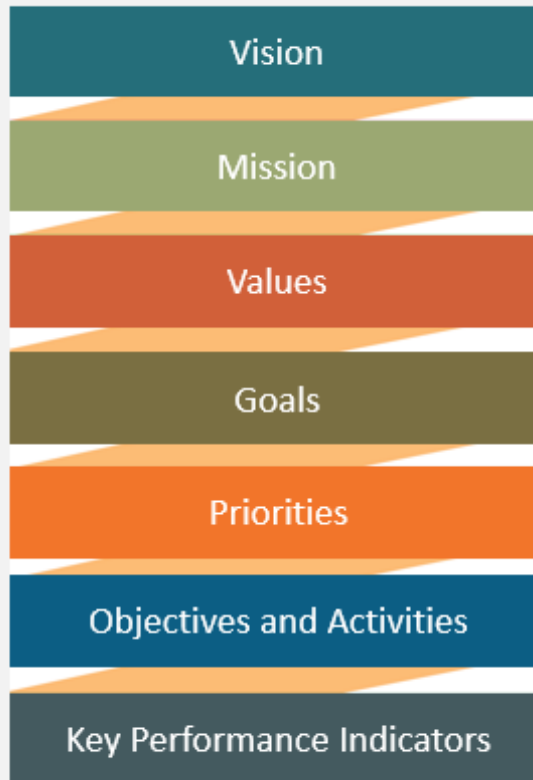 Vision
Mission
Values
Goals
Priorities
Objectives and Activities
Key Performance Indicators